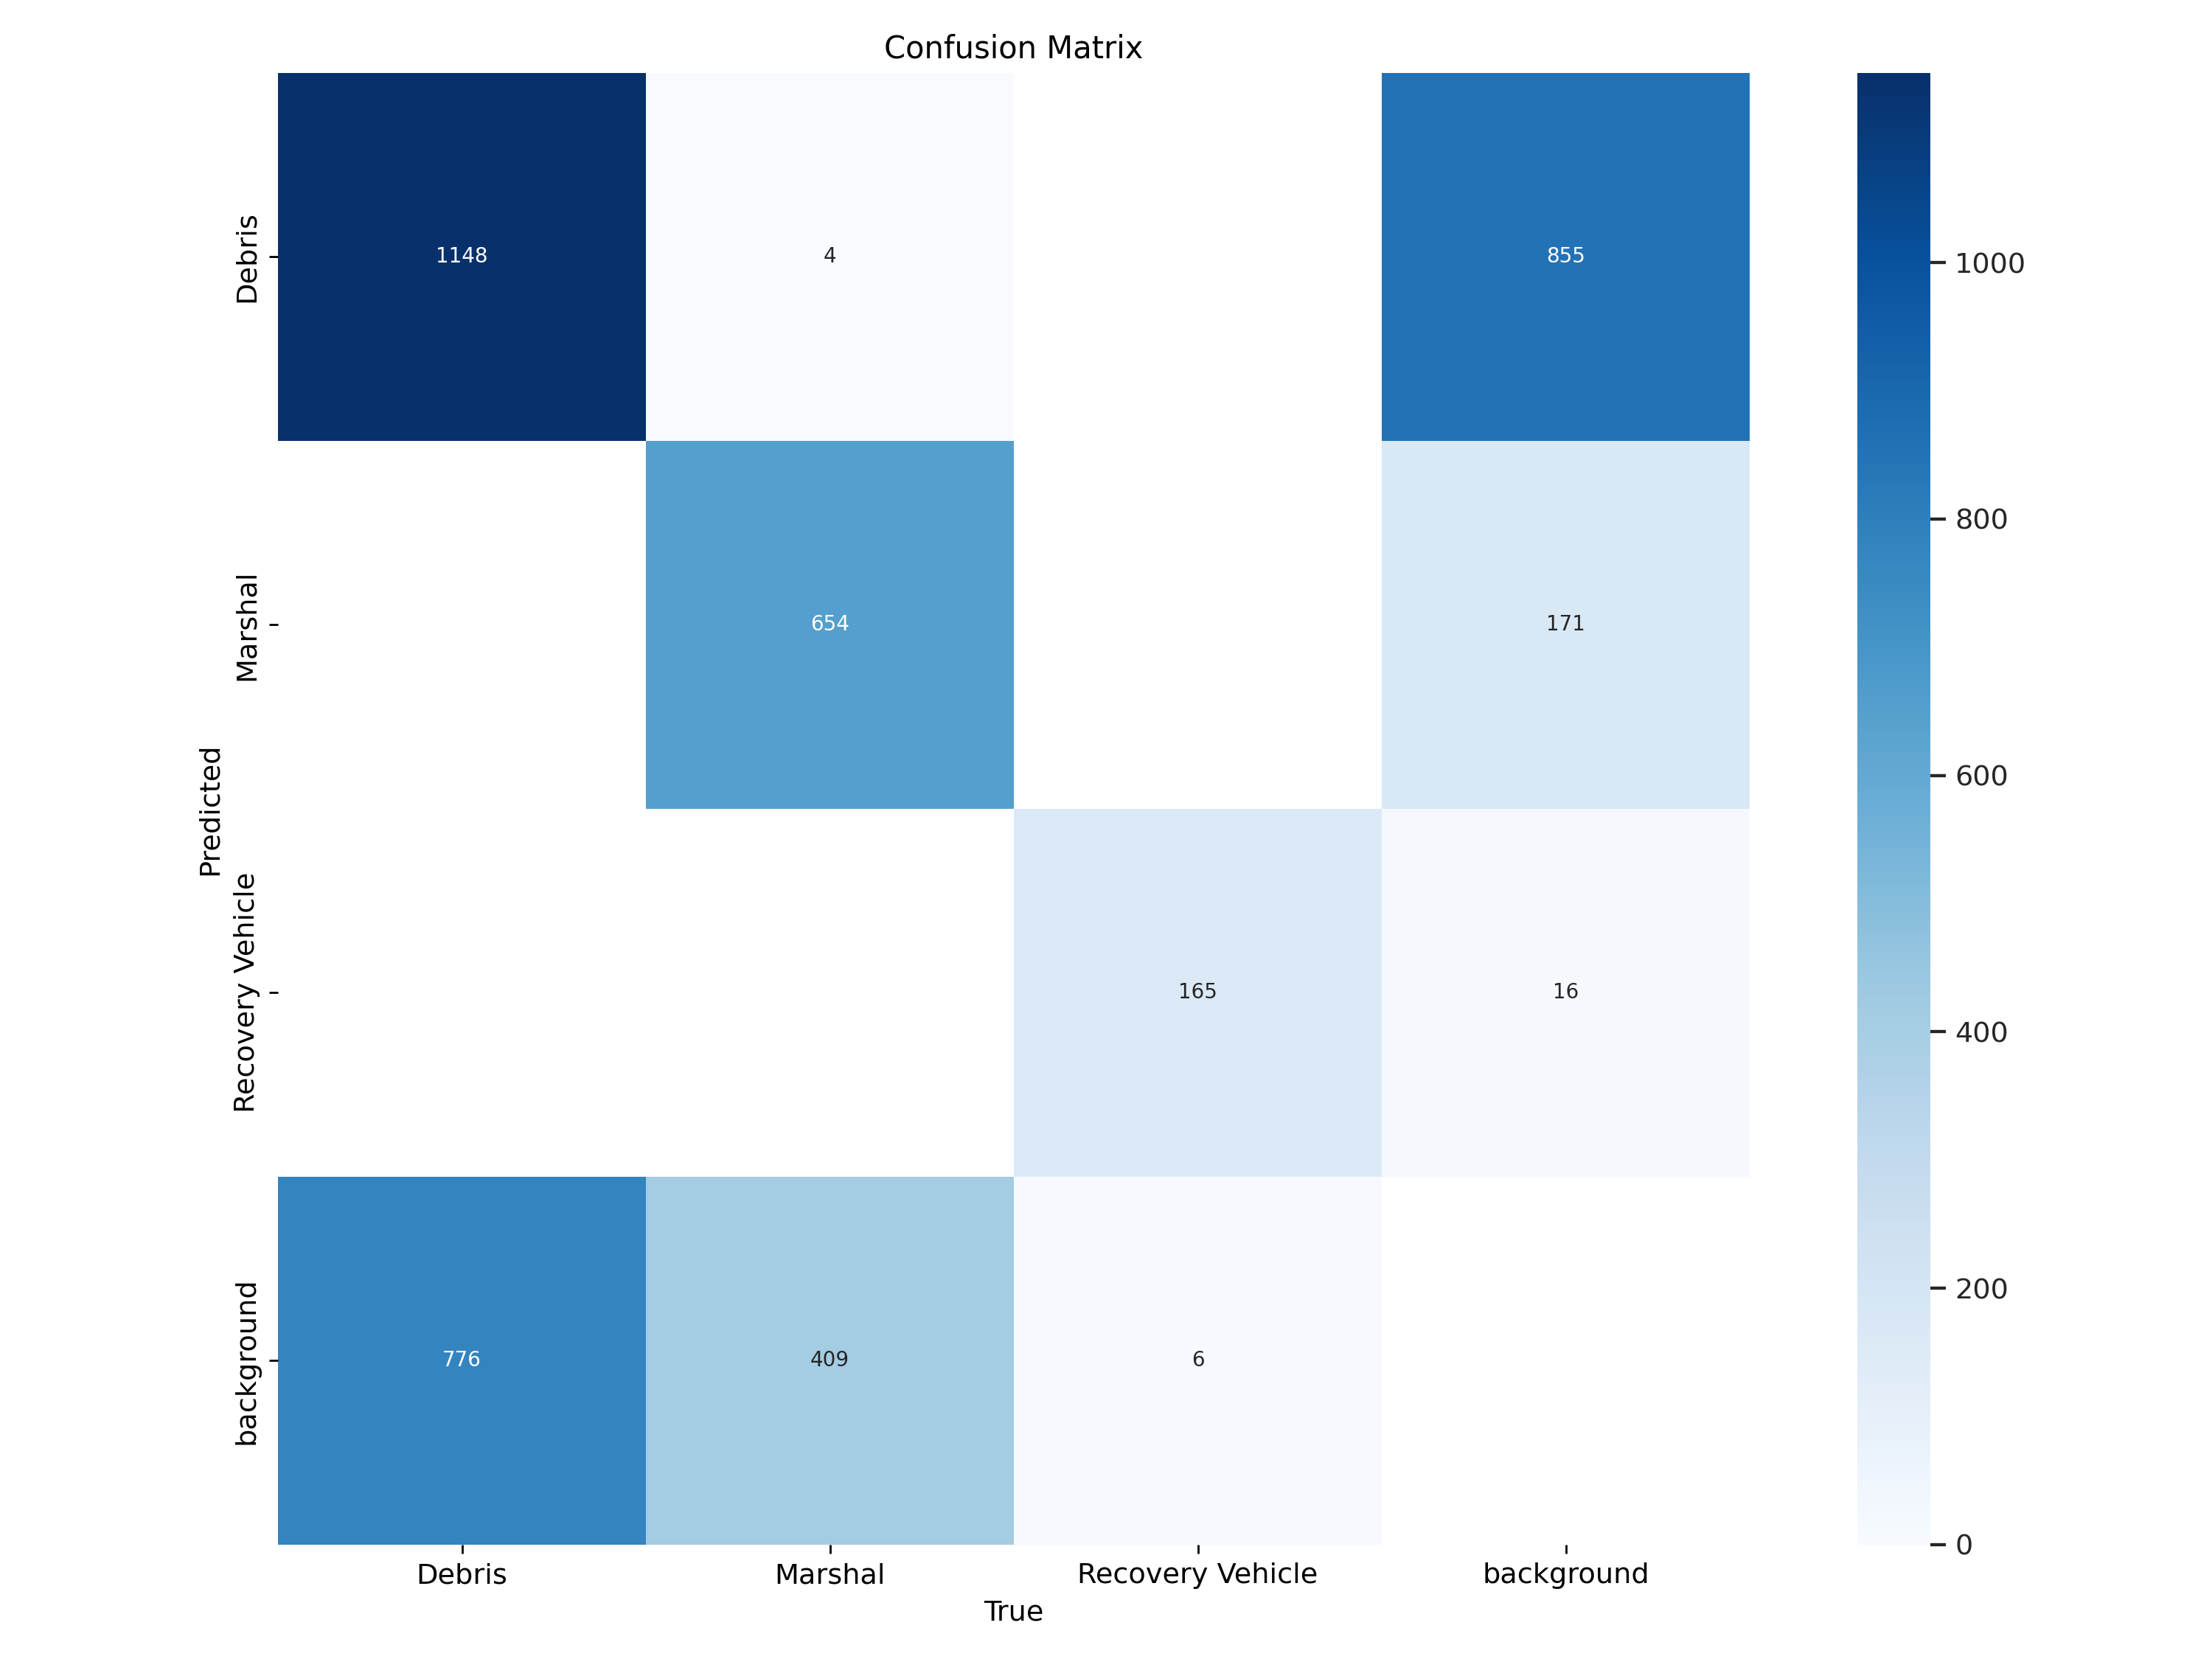 Confusion Matrix
Predicted
Debris
1148
4
855
Marshal
654
171
Recovery Vehicle
165
16
background
776
409
6
Debris
Marshal
Recovery Vehicle
background
True
1000
800
600
400
200
0